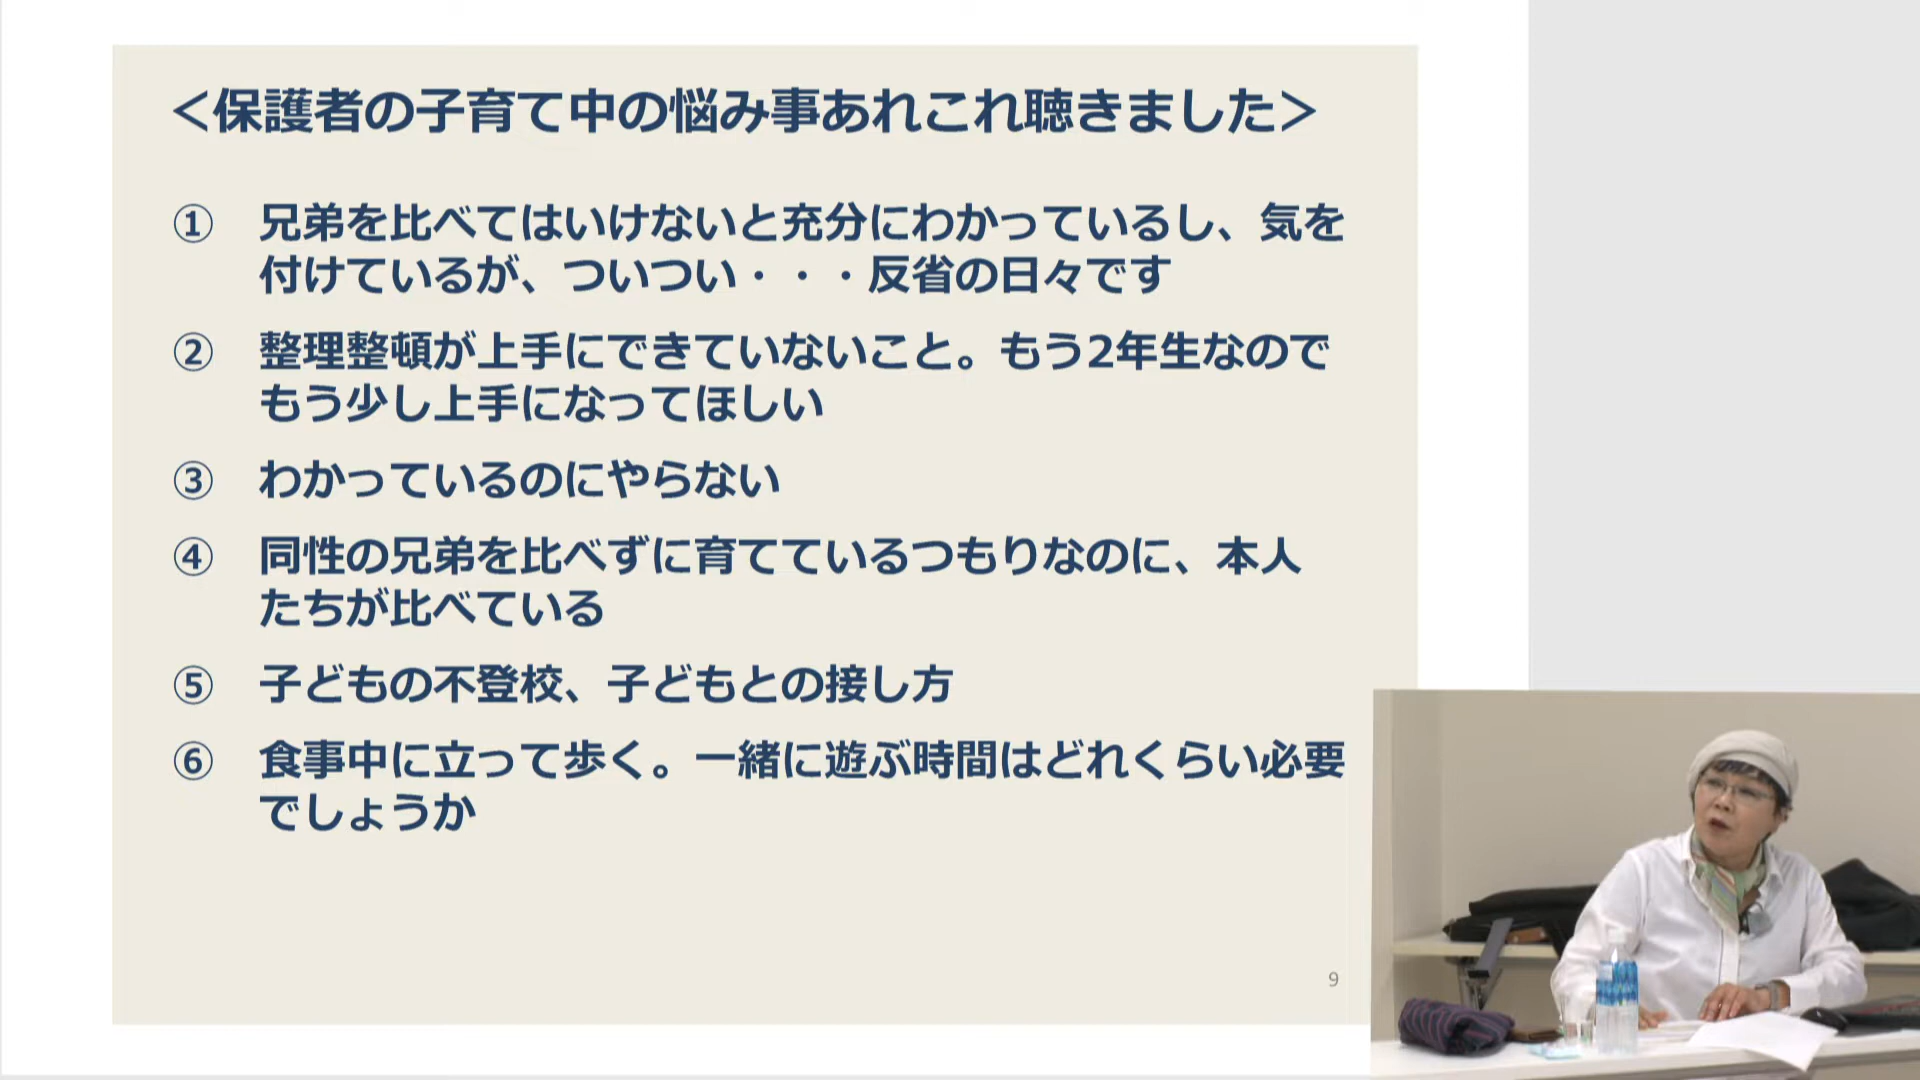 ＜保護者の子育て中の悩み事あれこれ聴きました＞
① 兄弟を比べてはいけないと充分にわかっているし、気を
付けているが、ついつい・・・反省の日々です
② 整理整頓が上手にできていないこと。もう2年生なので
もう少し上手になってほしい
③ わかっているのにやらない
④ 同性の兄弟を比べずに育てているつもりなのに、本人
たちが比べている
⑤ 子どもの不登校、子どもとの接し方
⑥ 食事中に立って歩く。一緒に遊ぶ時間はどれくらい必要
でしょうか
9